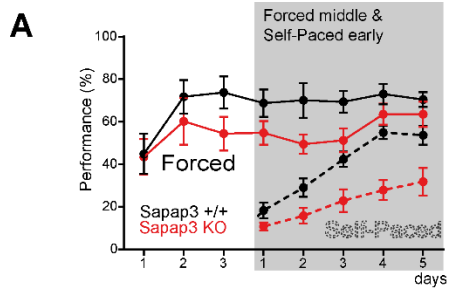 A
Forced middle &
Self-Paced early
Performance (%)
100
80
60
40
20
0
Forced
Sapap3 +/+
Sapap3 KO
Self-Paced
1 2 3 1 2 3 4 5
days